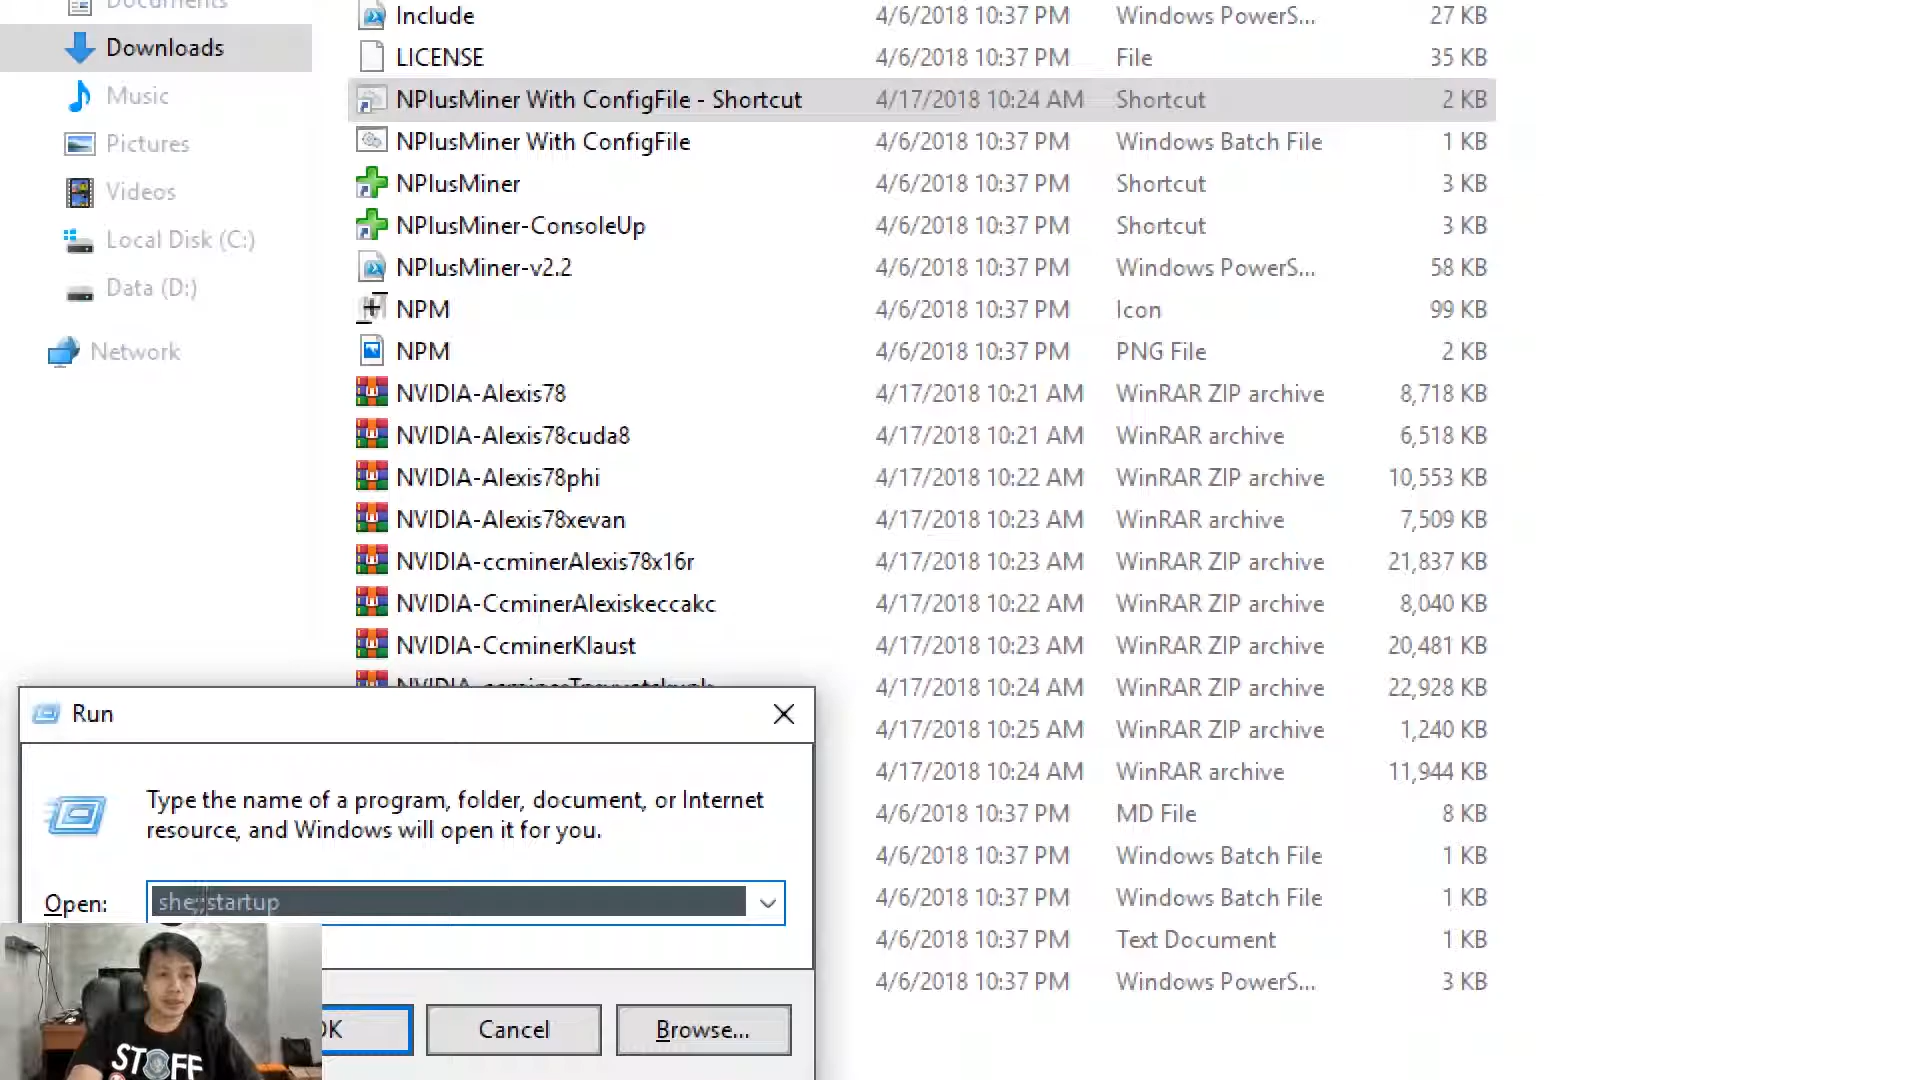 Documents
Downloads
Music
Pictures
Videos
Local Disk (C:)
Data (D:)
Network
Include 4/6/2018 10:37 PM Windows PowerS... 27 KB
LICENSE 4/6/2018 10:37 PM File 35 KB
NPlusMiner With ConfigFile - Shortcut 4/17/2018 10:24 AM Shortcut 2 KB
NPlusMiner With ConfigFile 4/6/2018 10:37 PM Windows Batch File 1 KB
NPlusMiner 4/6/2018 10:37 PM Shortcut 3 KB
NPlusMiner-ConsoleUp 4/6/2018 10:37 PM Shortcut 3 KB
NPlusMiner-v2.2 4/6/2018 10:37 PM Windows PowerS... 58 KB
NPM 4/6/2018 10:37 PM Icon 99 KB
NPM 4/6/2018 10:37 PM PNG File 2 KB
NVIDIA-Alexis78 4/17/2018 10:21 AM WinRAR ZIP archive 8,718 KB
NVIDIA-Alexis78cuda8 4/17/2018 10:21 AM WinRAR archive 6,518 KB
NVIDIA-Alexis78phi 4/17/2018 10:22 AM WinRAR ZIP archive 10,553 KB
NVIDIA-Alexis78xevan 4/17/2018 10:23 AM WinRAR archive 7,509 KB
NVIDIA-ccminerAlexis78x16r 4/17/2018 10:23 AM WinRAR ZIP archive 21,837 KB
NVIDIA-CcminerAlexiskeccakc 4/17/2018 10:22 AM WinRAR ZIP archive 8,040 KB
NVIDIA-CcminerKlaust 4/17/2018 10:23 AM WinRAR ZIP archive 20,481 KB
4/17/2018 10:24 AM WinRAR ZIP archive 22,928 KB
4/17/2018 10:25 AM WinRAR ZIP archive 1,240 KB
4/17/2018 10:24 AM WinRAR archive 11,944 KB
4/6/2018 10:37 PM MD File 8 KB
4/6/2018 10:37 PM Windows Batch File 1 KB
4/6/2018 10:37 PM Windows Batch File 1 KB
4/6/2018 10:37 PM Text Document 1 KB
4/6/2018 10:37 PM Windows PowerS... 3 KB
Run
Type the name of a program, folder, document, or Internet
resource, and Windows will open it for you.
Open: she;;startup
OK Cancel Browse...